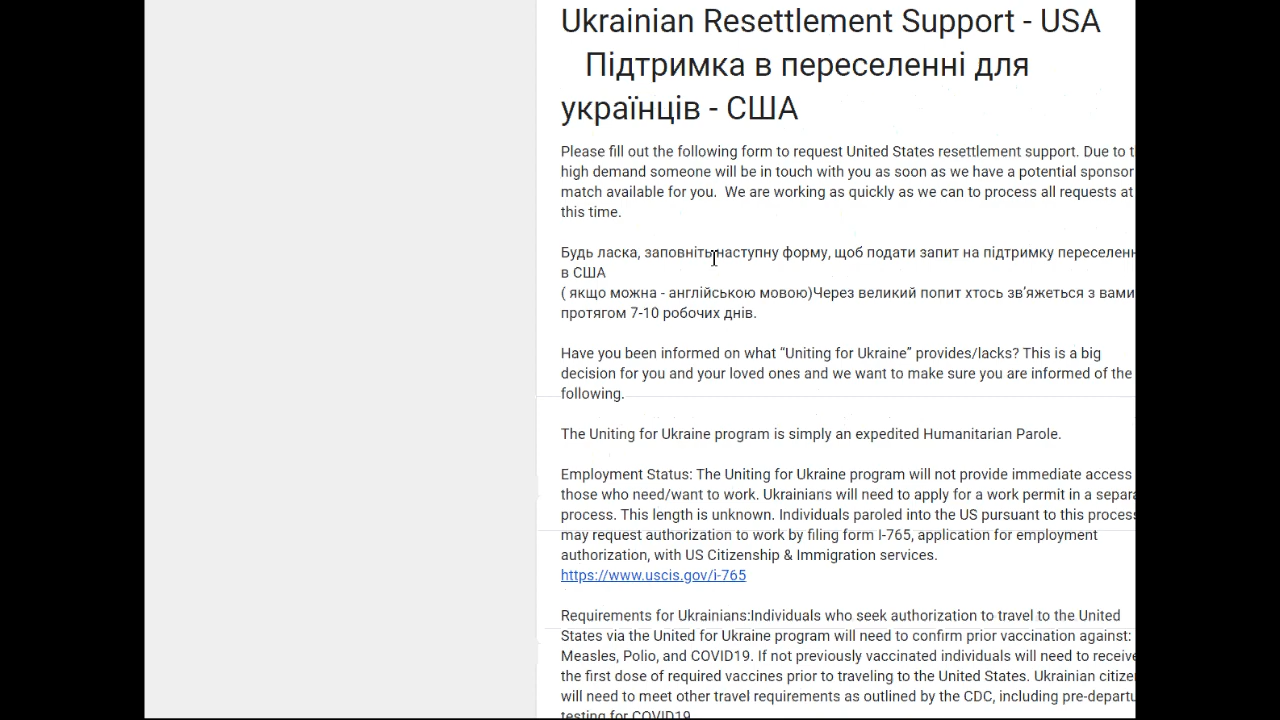 Ukrainian Resettlement Support - USA
Підтримка в переселенні для
українців - США
Please fill out the following form to request United States resettlement support. Due to
high demand someone will be in touch with you as soon as we have a potential sponsor
match available for you. We are working as quickly as we can to process all requests at
this time.
Будь ласка, заповніть наступну форму, щоб подати запит на підтримку
в США
( якщо можна - англійською мовою)Через великий попит хтось зв’яжеться з вами
протягом 7-10 робочих днів.
Have you been informed on what “Uniting for Ukraine” provides/lacks? This is a big
decision for you and your loved ones and we want to make sure you are informed of the
following.
The Uniting for Ukraine program is simply an expedited Humanitarian Parole.
Employment Status: The Uniting for Ukraine program will not provide immediate access
those who need/want to work. Ukrainians will need to apply for a work permit in a
process. This length is unknown. Individuals paroled into the US pursuant to this process
may request authorization to work by filing form I-765, application for employment
authorization, with US Citizenship & Immigration services.
https://www.uscis.gov/i-765
Requirements for Ukrainians:Individuals who seek authorization to travel to the United
States via the United for Ukraine program will need to confirm prior vaccination against:
Measles, Polio, and COVID19. If not previously vaccinated individuals will need to receive
the first dose of required vaccines prior to traveling to the United States. Ukrainian
will need to meet other travel requirements as outlined by the CDC, including
testing for COVID19